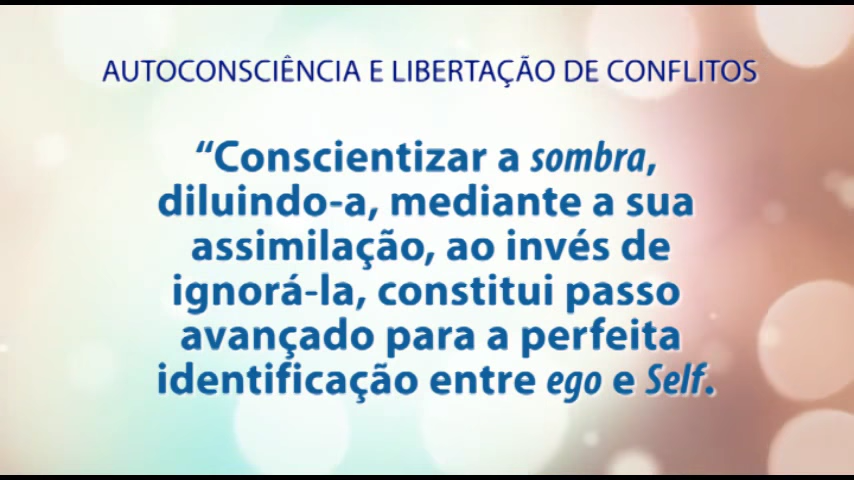 AUTOCONSCIÊNCIA E LIBERTAÇÃO DE CONFLITOS
“Conscientizar a sombra,
diluindo-a, mediante a sua
assimilação, ao invés de
ignorá-la, constitui passo
avançado para a perfeita
identificação entre ego e Self.